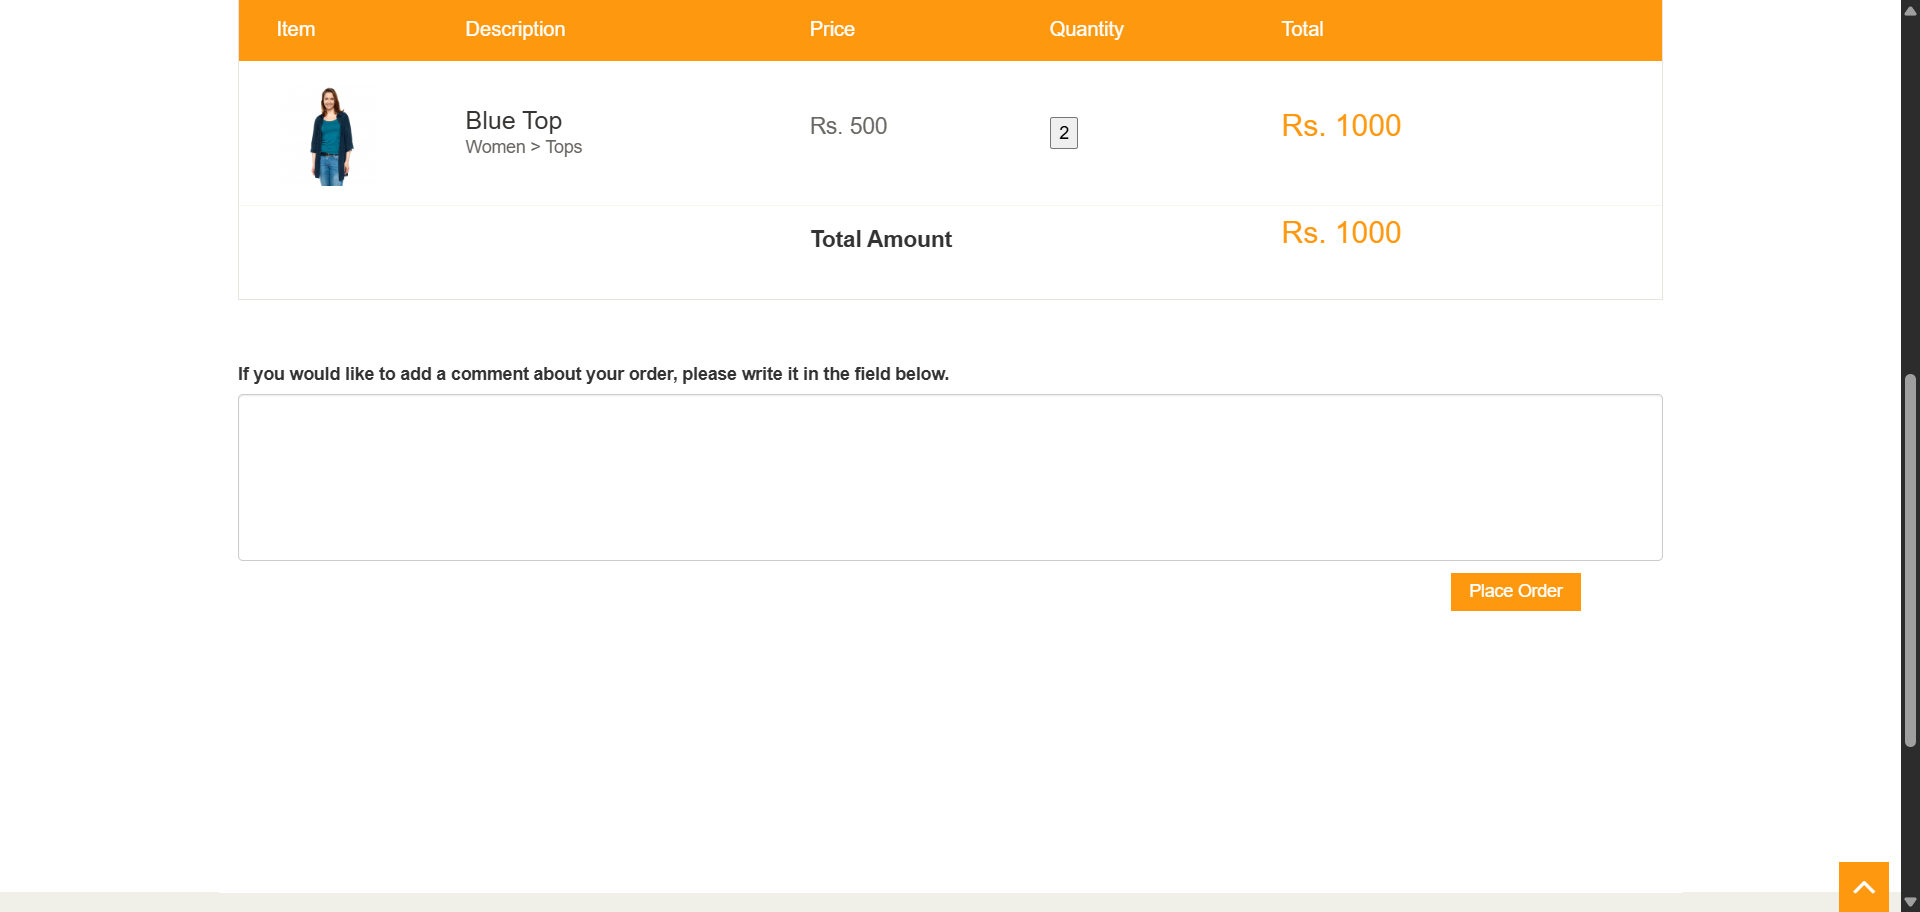 Item Description Price Quantity Total
Blue Top
Women > Tops
Rs. 500
2
Rs. 1000
Total Amount Rs. 1000
If you would like to add a comment about your order, please write it in the field below.
Place Order